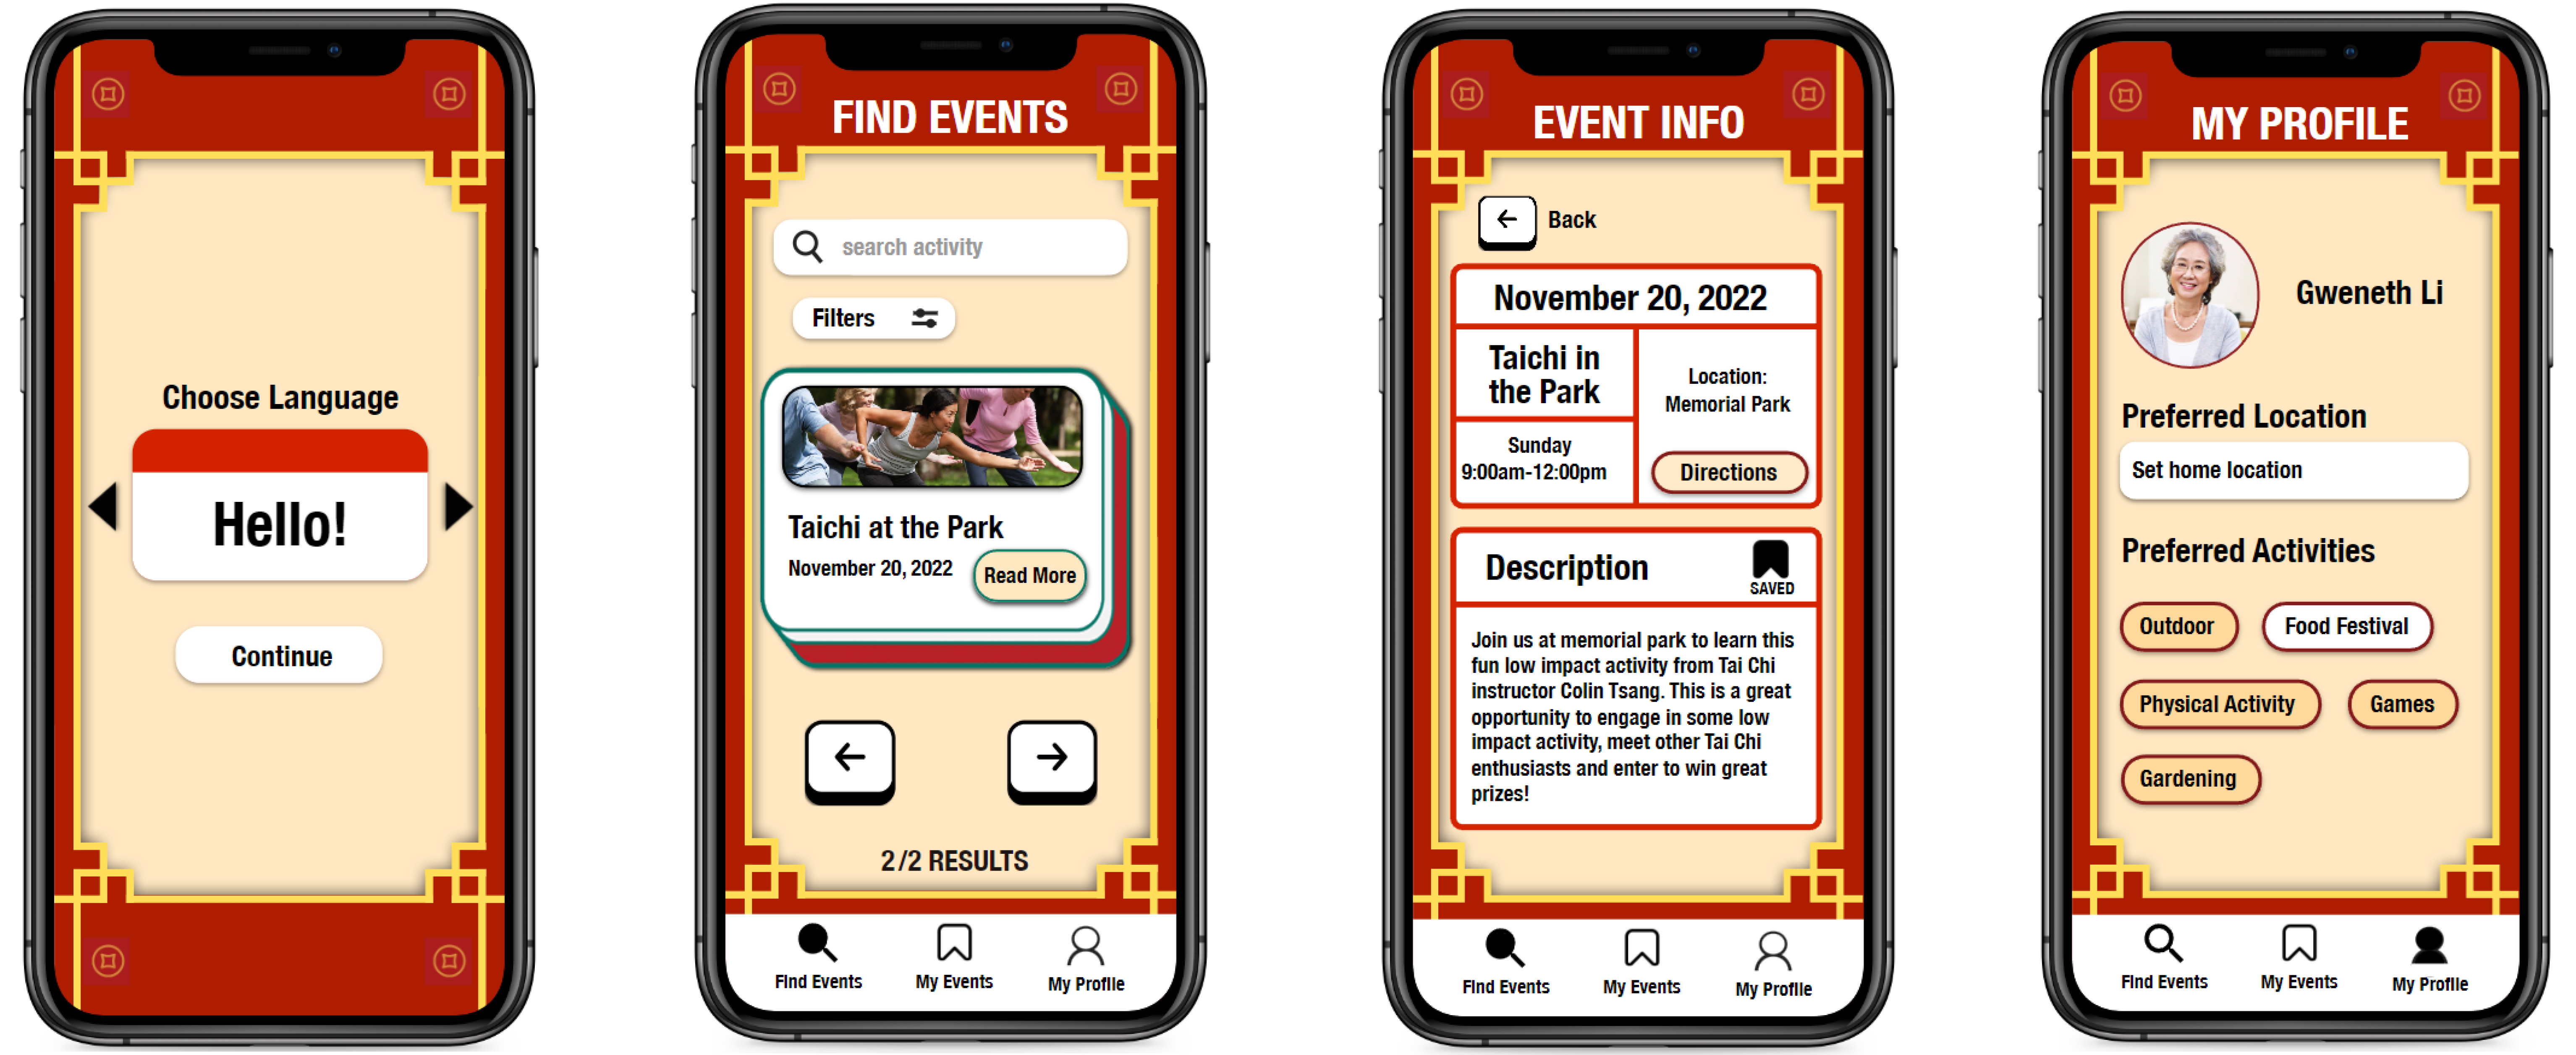 Choose Language
Hello!
Continue
FIND EVENTS
search activity
Filters
Taichi at the Park
November 20, 2022
Read More
2/2 RESULTS
Find Events
My Events
My Profile
EVENT INFO
Back
November 20, 2022
Taichi in
the Park
Sunday
9:00am-12:00pm
Location:
Memorial Park
Directions
Description
SAVED
Join us at memorial park to learn this
fun low impact activity from Tai Chi
instructor Colin Tsang. This is a great
opportunity to engage in some low
impact activity, meet other Tai Chi
enthusiasts and enter to win great
prizes!
Find Events
My Events
My Profile
MY PROFILE
Gweneth Li
Preferred Location
Set home location
Preferred Activities
Outdoor
Food Festival
Physical Activity
Games
Gardening
Find Events
My Events
My Profile